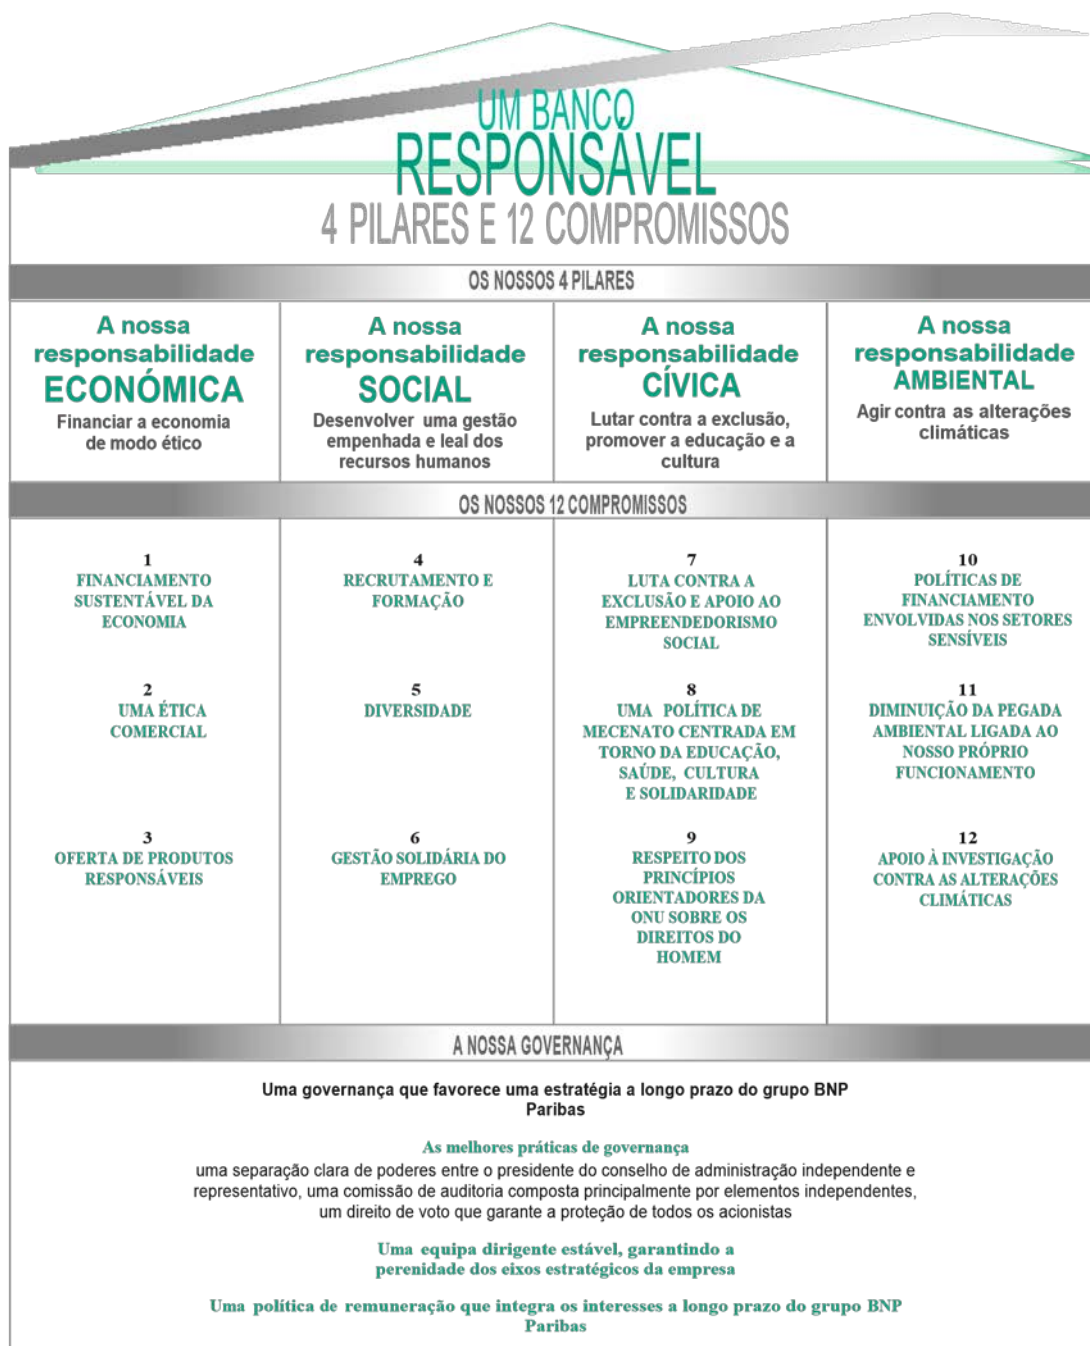 UM BANCO
RESPONSÁVEL
4 PILARES E 12 COMPROMISSOS
OS NOSSOS 4 PILARES
A nossa
responsabilidade
ECONÓMICA
Financiar a economia
de modo ético
A nossa
responsabilidade
SOCIAL
Desenvolver uma gestão
empenhada e leal dos
recursos humanos
A nossa
responsabilidade
CÍVICA
Lutar contra a exclusão,
promover a educação e a
cultura
A nossa
responsabilidade
AMBIENTAL
Agir contra as alterações
climáticas
OS NOSSOS 12 COMPROMISSOS
1
FINANCIAMENTO
SUSTENTÁVEL DA
ECONOMIA
2
UMA ÉTICA
COMERCIAL
3
OFERTA DE PRODUTOS
RESPONSÁVEIS
4
RECRUTAMENTO E
FORMAÇÃO
5
DIVERSIDADE
6
GESTÃO SOLIDÁRIA DO
EMPREGO
7
LUTA CONTRA A
EXCLUSÃO E APOIO AO
EMPREENDEDORISMO
SOCIAL
8
UMA POLÍTICA DE
MECENATO CENTRADA EM
TORNO DA EDUCAÇÃO,
SAÚDE, CULTURA
E SOLIDARIDADE
9
RESPEITO DOS
PRINCÍPIOS
ORIENTADORES DA
ONU SOBRE OS
DIREITOS DO
HOMEM
10
POLÍTICAS DE
FINANCIAMENTO
ENVOLVIDAS NOS SETORES
SENSÍVEIS
11
DIMINUIÇÃO DA PEGADA
AMBIENTAL LIGADA AO
NOSSO PRÓPRIO
FUNCIONAMENTO
12
APOIO À INVESTIGAÇÃO
CONTRA AS ALTERAÇÕES
CLIMÁTICAS
A NOSSA GOVERNANÇA
Uma governança que favorece uma estratégia a longo prazo do grupo BNP
Paribas
As melhores práticas de governança
uma separação clara de poderes entre o presidente do conselho de administração independente e
representativo, uma comissão de auditoria composta principalmente por elementos independentes,
um direito de voto que garante a proteção de todos os acionistas
Uma equipa dirigente estável, garantindo a
perenidade dos eixos estratégicos da empresa
Uma política de remuneração que integra os interesses a longo prazo do grupo BNP
Paribas